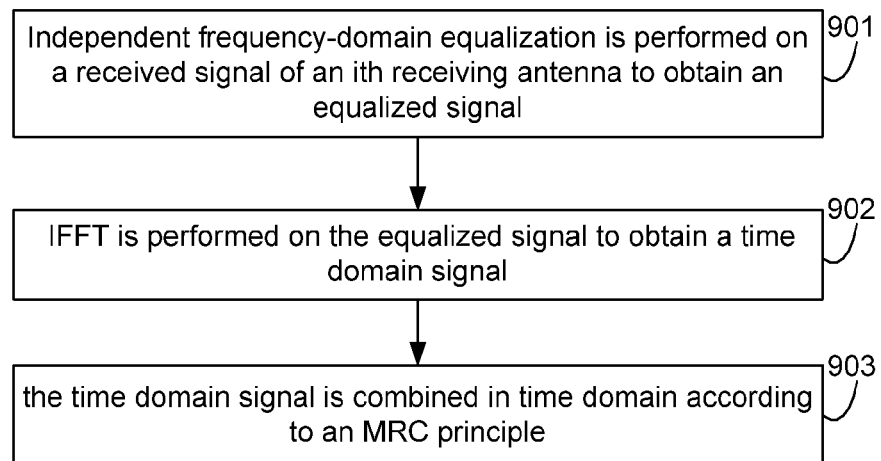 Independent frequency-domain equalization is performed on
a received signal of an ith receiving antenna to obtain an
equalized signal
901
IFFT is performed on the equalized signal to obtain a time
domain signal
902
the time domain signal is combined in time domain according
to an MRC principle
903